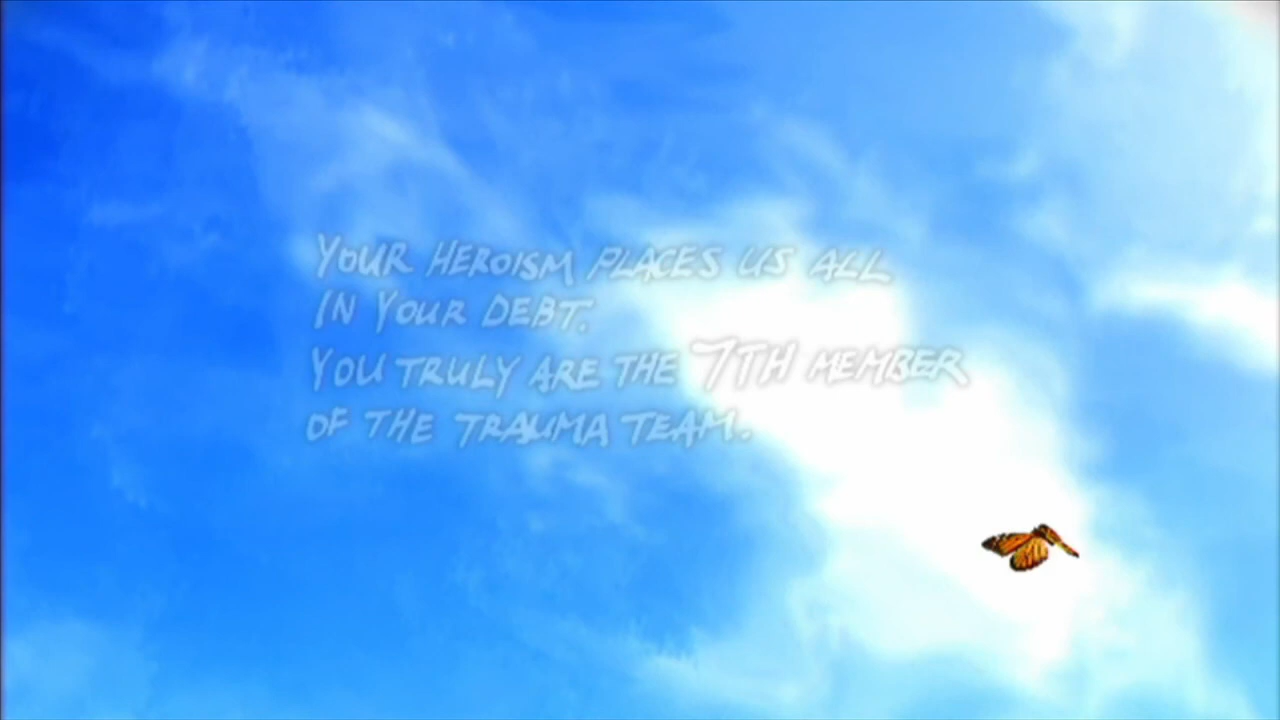 YOUR HEROISM PLACES US ALL
IN YOUR DEBT.
YOU TRULY ARE THE 7TH MEMBER
OF THE TRAUMA TEAM.